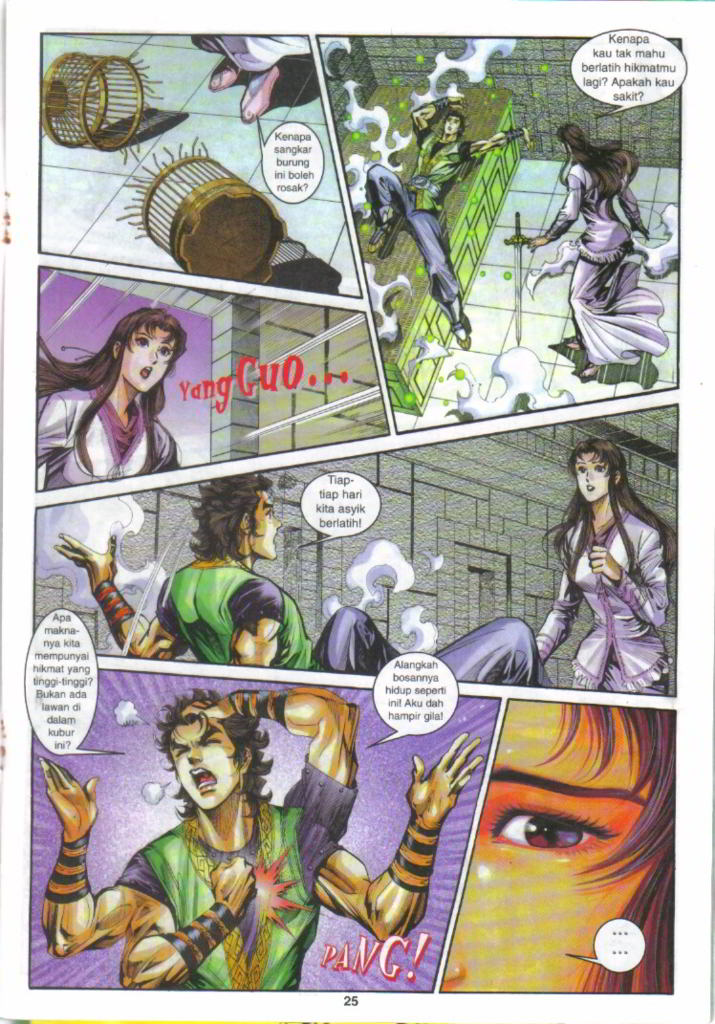 Kenapa
sangkar
burung
ini boleh
rosak?
Kenapa
kau tak mahu
berlatih hikmatmu
lagi? Apakah kau
sakit?
Yang Guo...
Tiap-
tiap hari
kita asyik
berlatih!
Apa
makna-
nya kita
mempunyai
hikmat yang
tinggi-tinggi?
Bukan ada
lawan di
dalam
kubur
ini?
Alangkah
bosannya
hidup seperti
ini! Aku dah
hampir gila!
PANG!
...
...
25